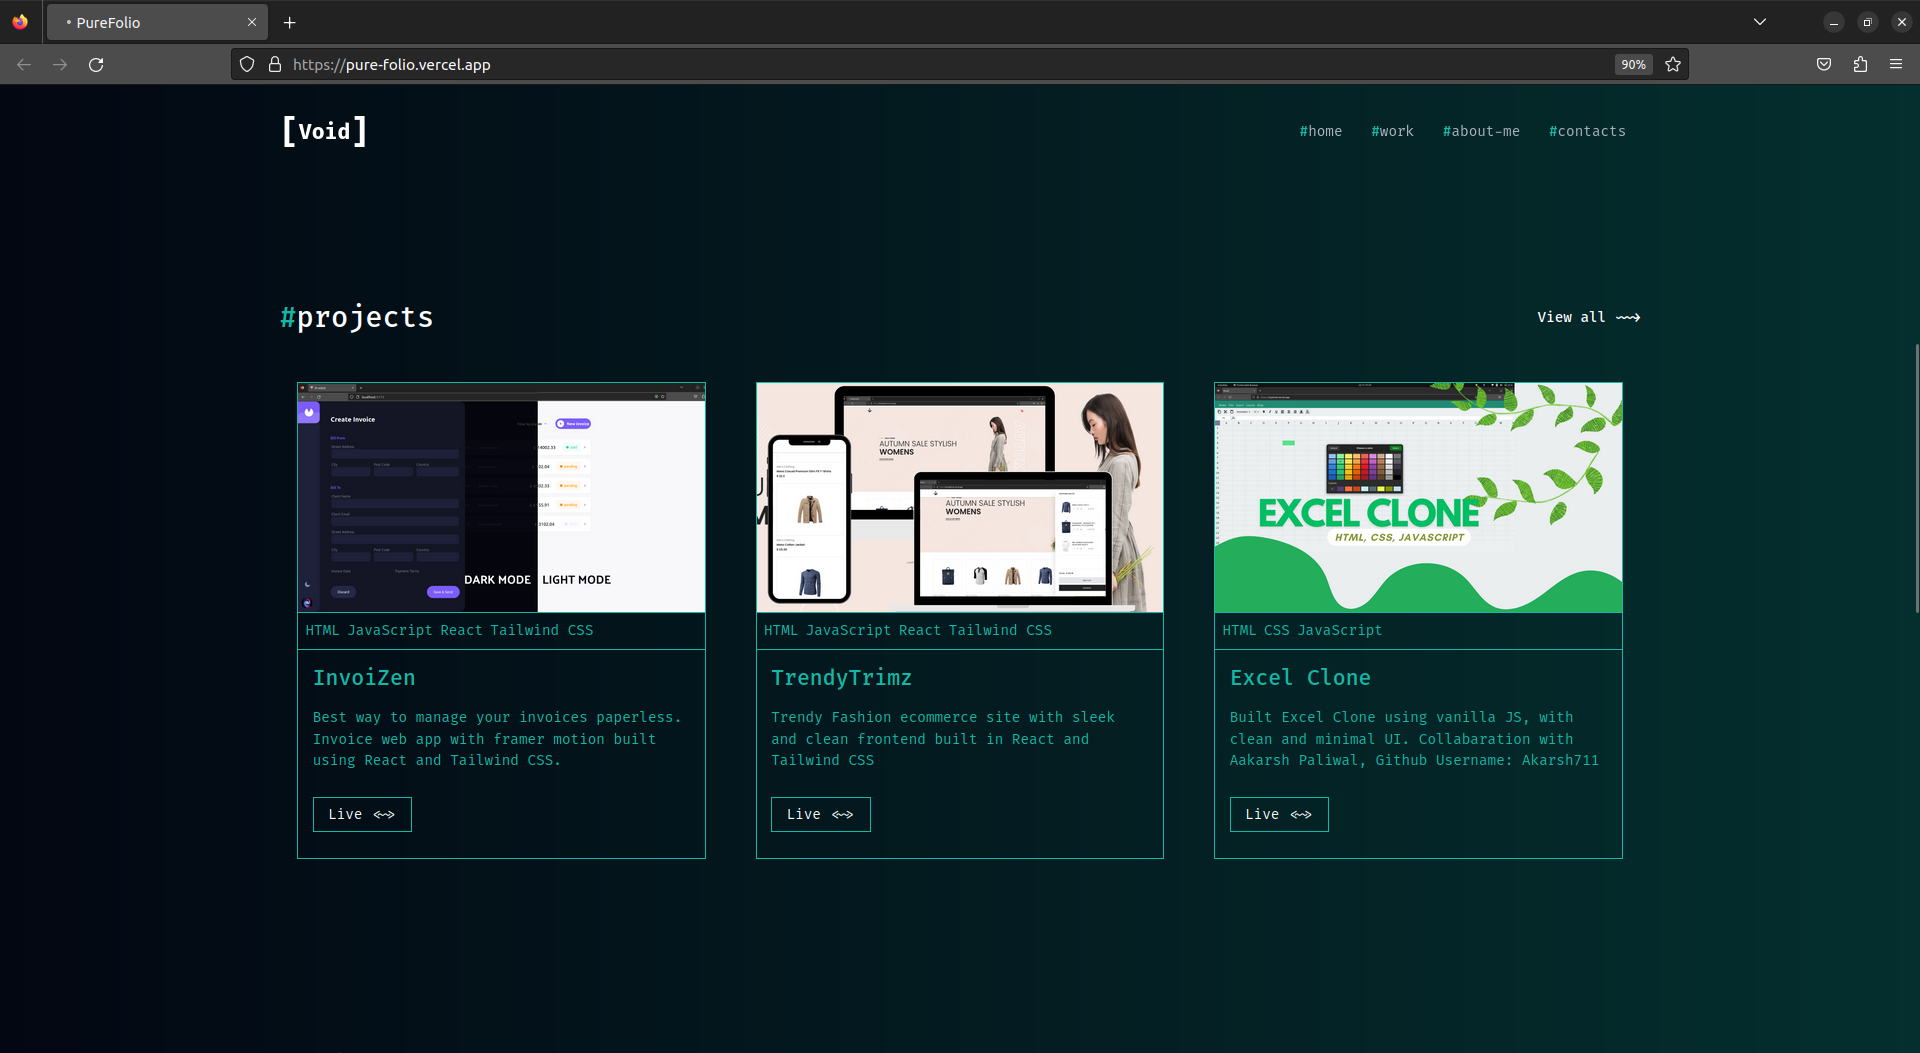 PureFolio
https://pure-folio.vercel.app
90%
[Void]
#home #work #about-me #contacts
#projects
View all
Create Invoice
New Invoice
DARK MODE LIGHT MODE
AUTUMN SALE STYLISH
WOMENS
AUTUMN SALE STYLISH
WOMENS
EXCEL CLONE
HTML, CSS, JAVASCRIPT
HTML JavaScript React Tailwind CSS
InvoiZen
Best way to manage your invoices paperless.
Invoice web app with framer motion built
using React and Tailwind CSS.
Live <~>
HTML JavaScript React Tailwind CSS
TrendyTrimz
Trendy Fashion ecommerce site with sleek
and clean frontend built in React and
Tailwind CSS
Live <~>
HTML CSS JavaScript
Excel Clone
Built Excel Clone using vanilla JS, with
clean and minimal UI. Collabaration with
Aakarsh Paliwal, Github Username: Akarsh711
Live <~>